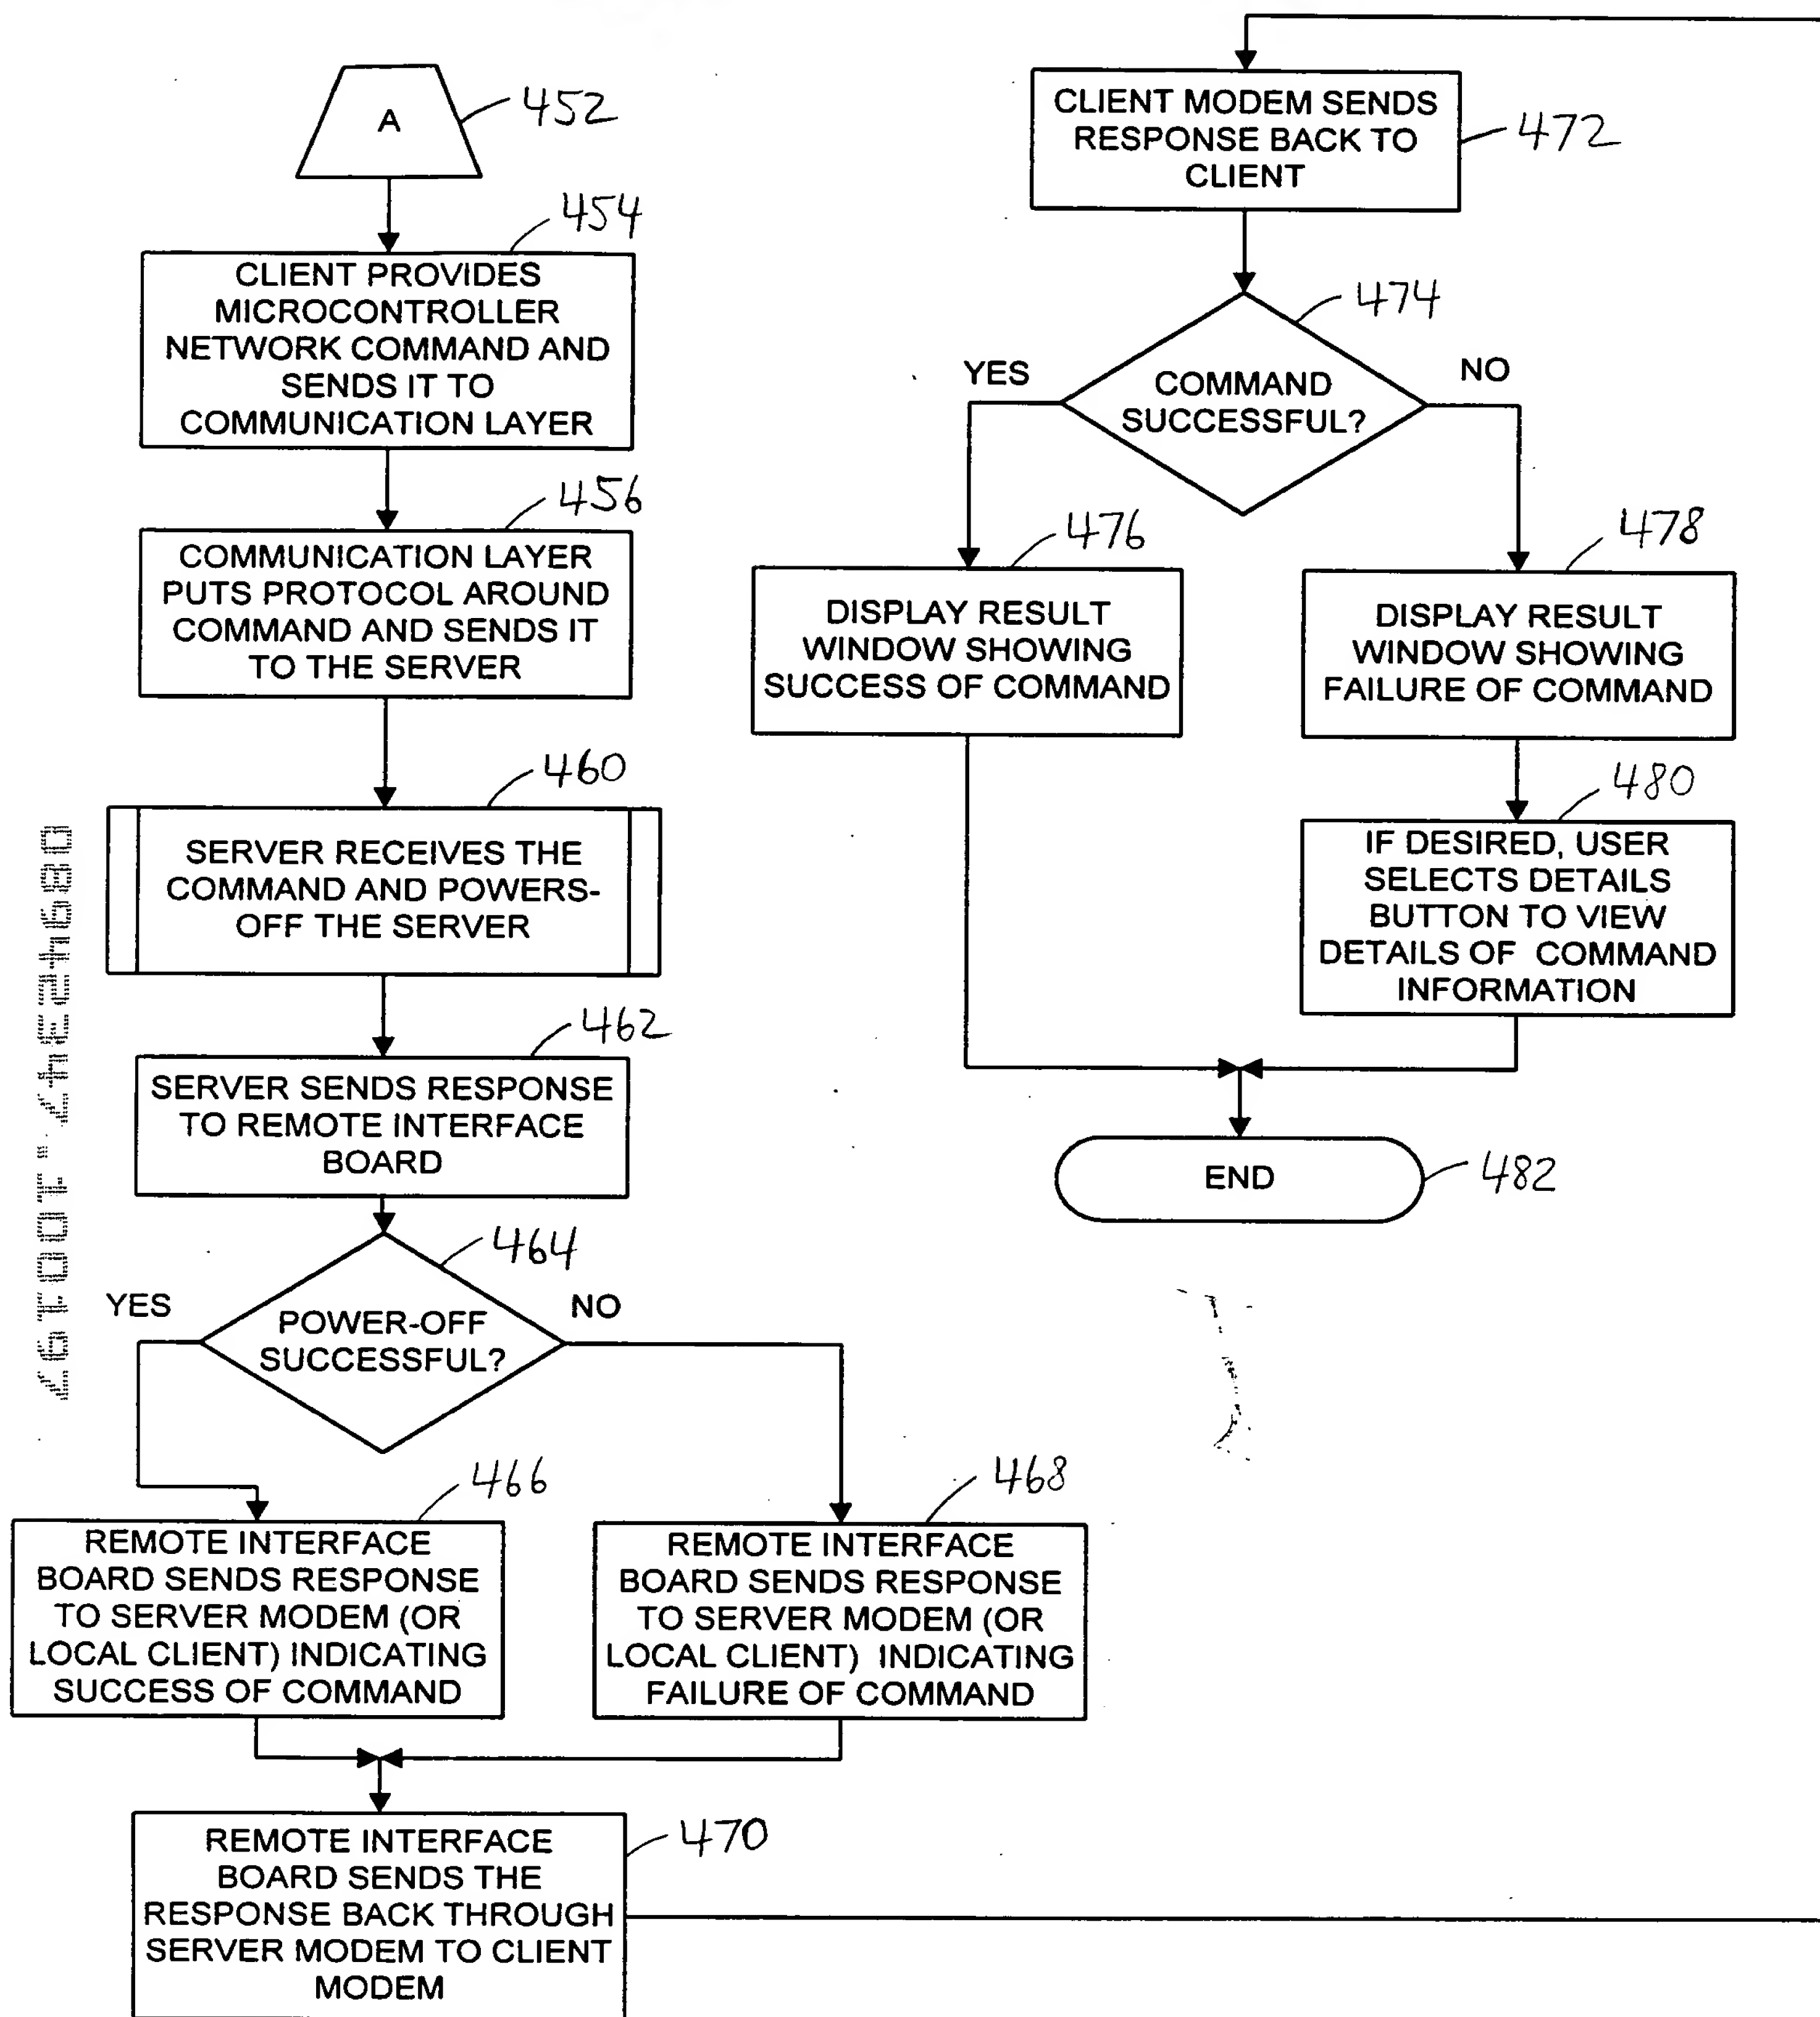 A
452
454
CLIENT PROVIDES
MICROCONTROLLER
NETWORK COMMAND AND
SENDS IT TO
COMMUNICATION LAYER
456
COMMUNICATION LAYER
PUTS PROTOCOL AROUND
COMMAND AND SENDS IT
TO THE SERVER
460
SERVER RECEIVES THE
COMMAND AND POWERS-
OFF THE SERVER
462
SERVER SENDS RESPONSE
TO REMOTE INTERFACE
BOARD
464
YES
NO
POWER-OFF
SUCCESSFUL?
466
REMOTE INTERFACE
BOARD SENDS RESPONSE
TO SERVER MODEM (OR
LOCAL CLIENT) INDICATING
SUCCESS OF COMMAND
468
REMOTE INTERFACE
BOARD SENDS RESPONSE
TO SERVER MODEM (OR
LOCAL CLIENT) INDICATING
FAILURE OF COMMAND
470
REMOTE INTERFACE
BOARD SENDS THE
RESPONSE BACK THROUGH
SERVER MODEM TO CLIENT
MODEM
CLIENT MODEM SENDS
RESPONSE BACK TO
CLIENT
472
474
YES
NO
COMMAND
SUCCESSFUL?
476
DISPLAY RESULT
WINDOW SHOWING
SUCCESS OF COMMAND
478
DISPLAY RESULT
WINDOW SHOWING
FAILURE OF COMMAND
480
IF DESIRED, USER
SELECTS DETAILS
BUTTON TO VIEW
DETAILS OF COMMAND
INFORMATION
END
482